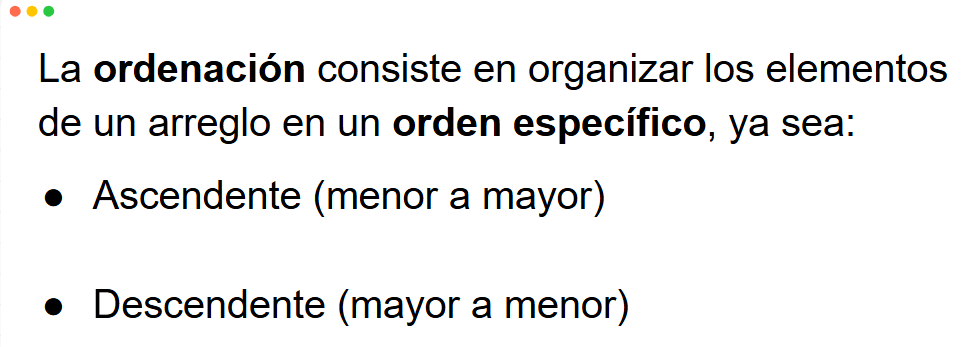 La ordenación consiste en organizar los elementos
de un arreglo en un orden específico, ya sea:
● Ascendente (menor a mayor)
● Descendente (mayor a menor)